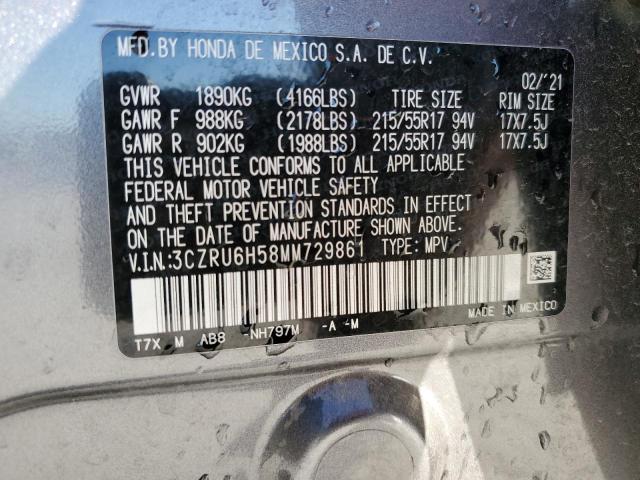 MFD.BY HONDA DE MEXICO S.A. DE C.V.
02/'21
GVWR 1890KG (4166LBS) TIRE SIZE RIM SIZE
GAWR F 988KG (2178LBS) 215/55R17 94V 17X7.5J
GAWR R 902KG (1988LBS) 215/55R17 94V 17X7.5J
THIS VEHICLE CONFORMS TO ALL APPLICABLE
FEDERAL MOTOR VEHICLE SAFETY
AND THEFT PREVENTION STANDARDS IN EFFECT
ON THE DATE OF MANUFACTURE SHOWN ABOVE.
V.I.N:3CZRU6H58MM729861 TYPE: MPV
MADE IN MEXICO
T7X M AB8 -NH797M -A -M